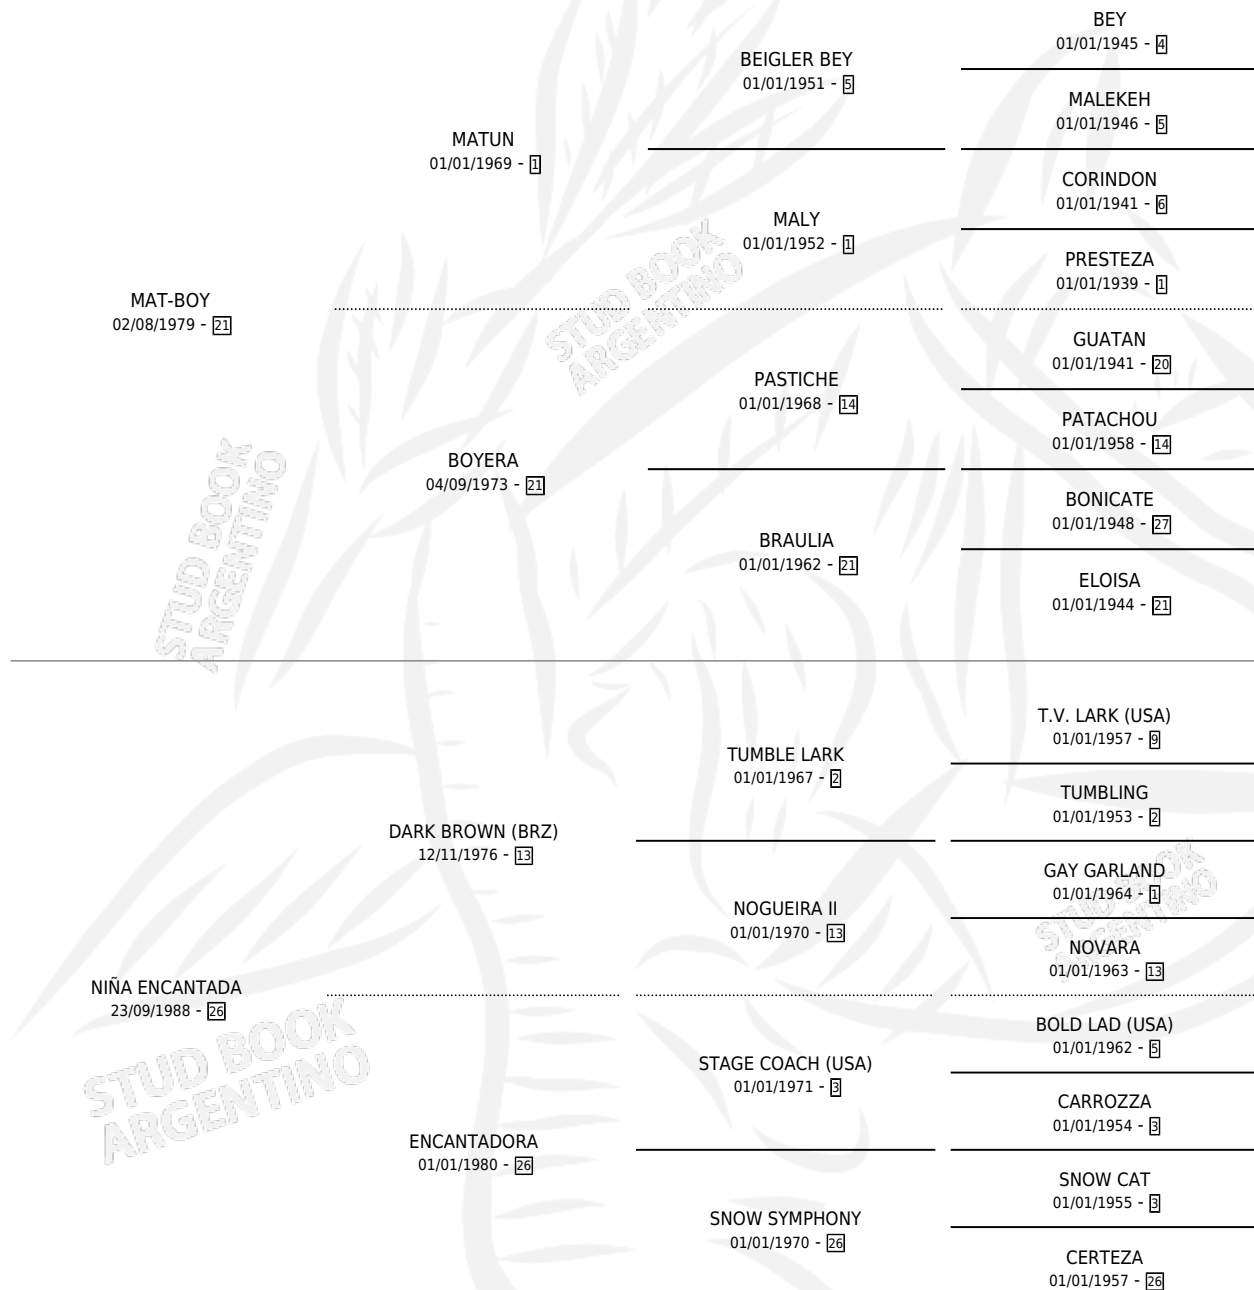 BEY
01/01/1945 - 4
BEIGLER BEY
01/01/1951 - 5
MALEKEH
01/01/1946 - 5
MATUN
01/01/1969 - 1
CORINDON
01/01/1941 - 6
MALY
01/01/1952 - 1
PRESTEZA
01/01/1939 - 1
MAT-BOY
02/08/1979 - 21
GUATAN
01/01/1941 - 20
PASTICHE
01/01/1968 - 14
PATACHOU
01/01/1958 - 14
BOYERA
04/09/1973 - 21
BONICATE
01/01/1948 - 27
BRAULIA
01/01/1962 - 21
ELOISA
01/01/1944 - 21
T.V. LARK (USA)
01/01/1957 - 9
TUMBLE LARK
01/01/1967 - 2
TUMBLING
01/01/1953 - 2
DARK BROWN (BRZ)
12/11/1976 - 13
GAY GARLAND
01/01/1964 - 1
NOGUEIRA II
01/01/1970 - 13
NOVARA
01/01/1963 - 13
NIÑA ENCANTADA
23/09/1988 - 26
BOLD LAD (USA)
01/01/1962 - 5
STAGE COACH (USA)
01/01/1971 - 3
CARROZZA
01/01/1954 - 3
ENCANTADORA
01/01/1980 - 26
SNOW CAT
01/01/1955 - 3
SNOW SYMPHONY
01/01/1970 - 26
CERTEZA
01/01/1957 - 26
STUD BOOK
ARGENTINO
STUD BOOK
ARGENTINO
STUD BOOK
ARGENTINO
STUD BOOK
ARGENTINO